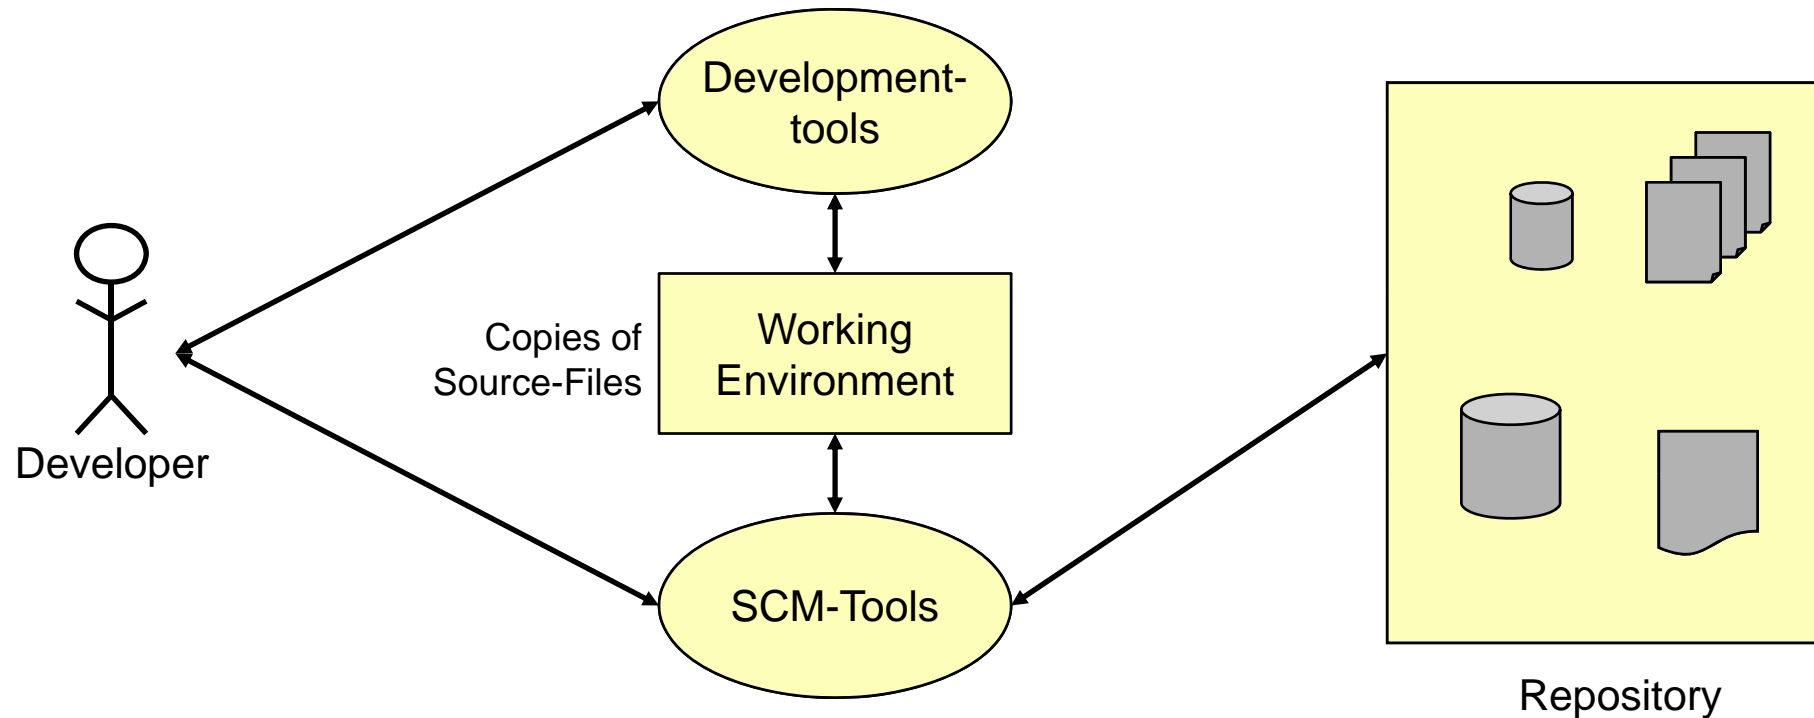 Development-
tools
Copies of
Source-Files
Working
Environment
Developer
SCM-Tools
Repository